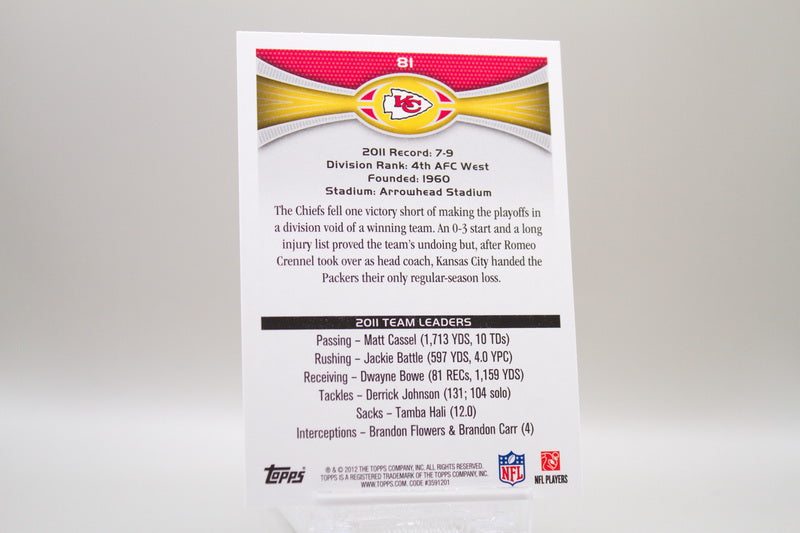 81
KC
2011 Record: 7-9
Division Rank: 4th AFC West
Founded: 1960
Stadium: Arrowhead Stadium
The Chiefs fell one victory short of making the playoffs in
a division void of a winning team. An 0-3 start and a long
injury list proved the team's undoing but, after Romeo
Crennel took over as head coach, Kansas City handed the
Packers their only regular-season loss.
2011 TEAM LEADERS
Passing – Matt Cassel (1,713 YDS, 10 TDs)
Rushing – Jackie Battle (597 YDS, 4.0 YPC)
Receiving – Dwayne Bowe (81 RECs, 1,159 YDS)
Tackles – Derrick Johnson (131; 104 solo)
Sacks – Tamba Hali (12.0)
Interceptions – Brandon Flowers & Brandon Carr (4)
Topps
® & © 2012 THE TOPPS COMPANY, INC. ALL RIGHTS RESERVED.
TOPPS IS A REGISTERED TRADEMARK OF THE TOPPS COMPANY, INC.
WWW.TOPPS.COM. CODE #3591201
NFL
NFL PLAYERS